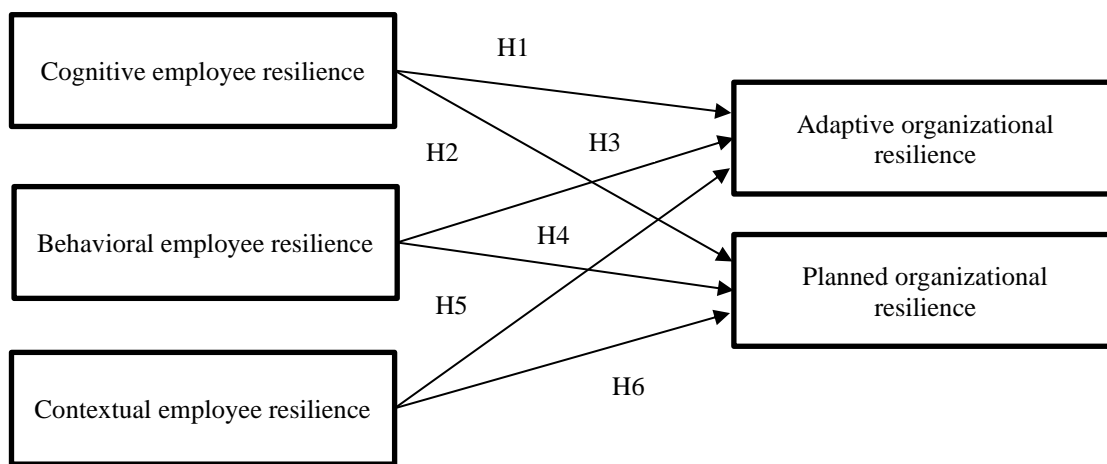 H1
Cognitive employee resilience
Adaptive organizational
resilience
H2
H3
Behavioral employee resilience
H4
Planned organizational
resilience
H5
Contextual employee resilience
H6